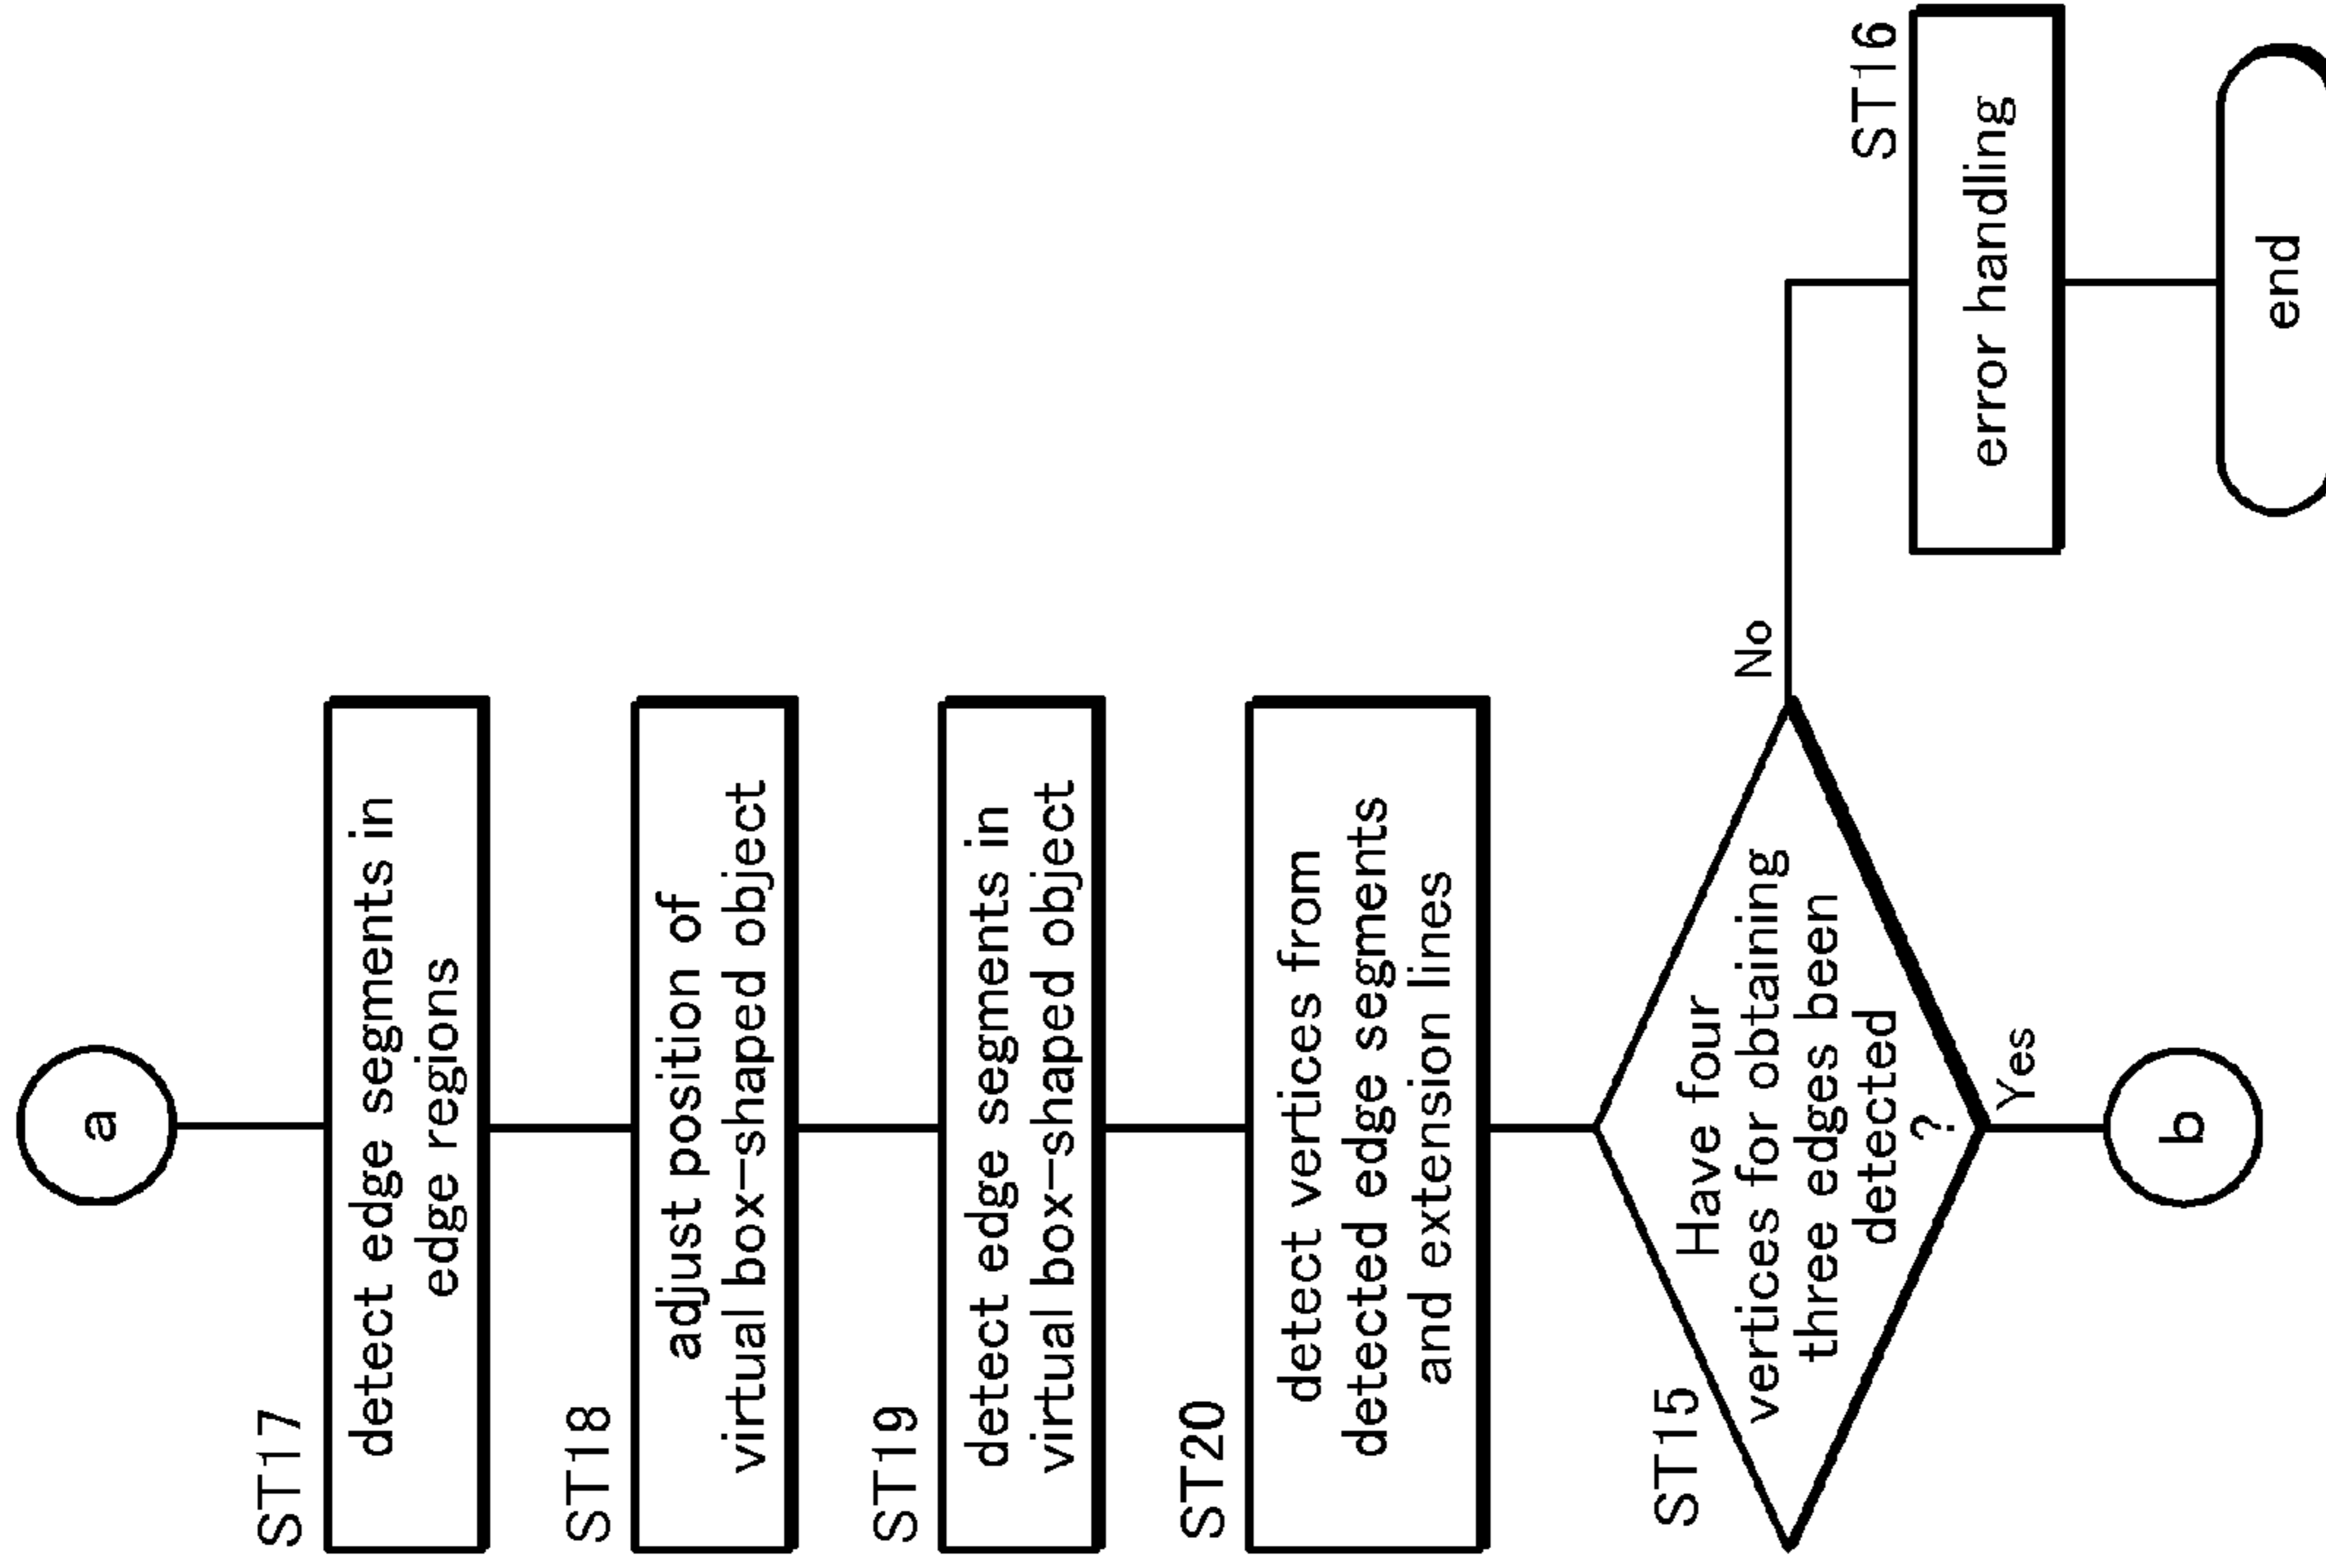 a
ST17
detect edge segments in
edge regions
ST18
adjust position of
virtual box-shaped object
ST19
detect edge segments in
virtual box-shaped object
ST20
detect vertices from
detected edge segments
and extension lines
ST15
Have four
vertices for obtaining
three edges been
detected
?
No
Yes
b
ST16
error handling
end